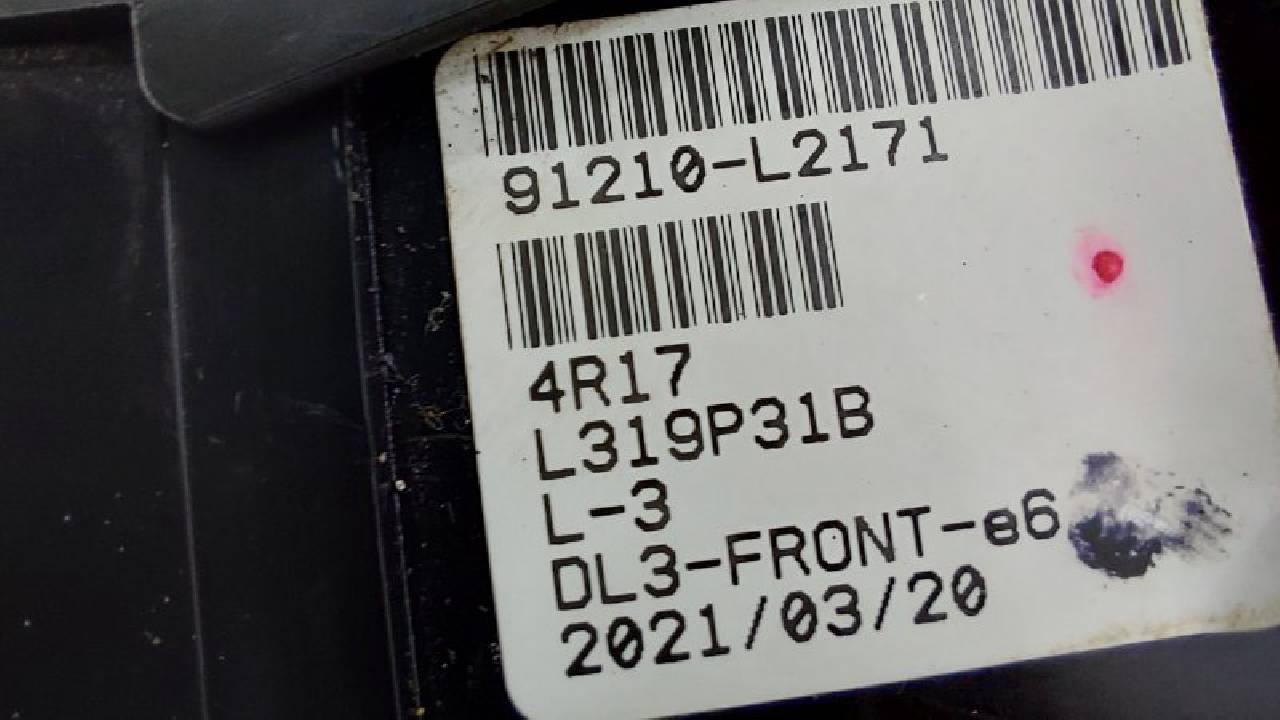 91210-L2171
4R17
L319P31B
L-3
DL3-FRONT-e6
2021/03/20